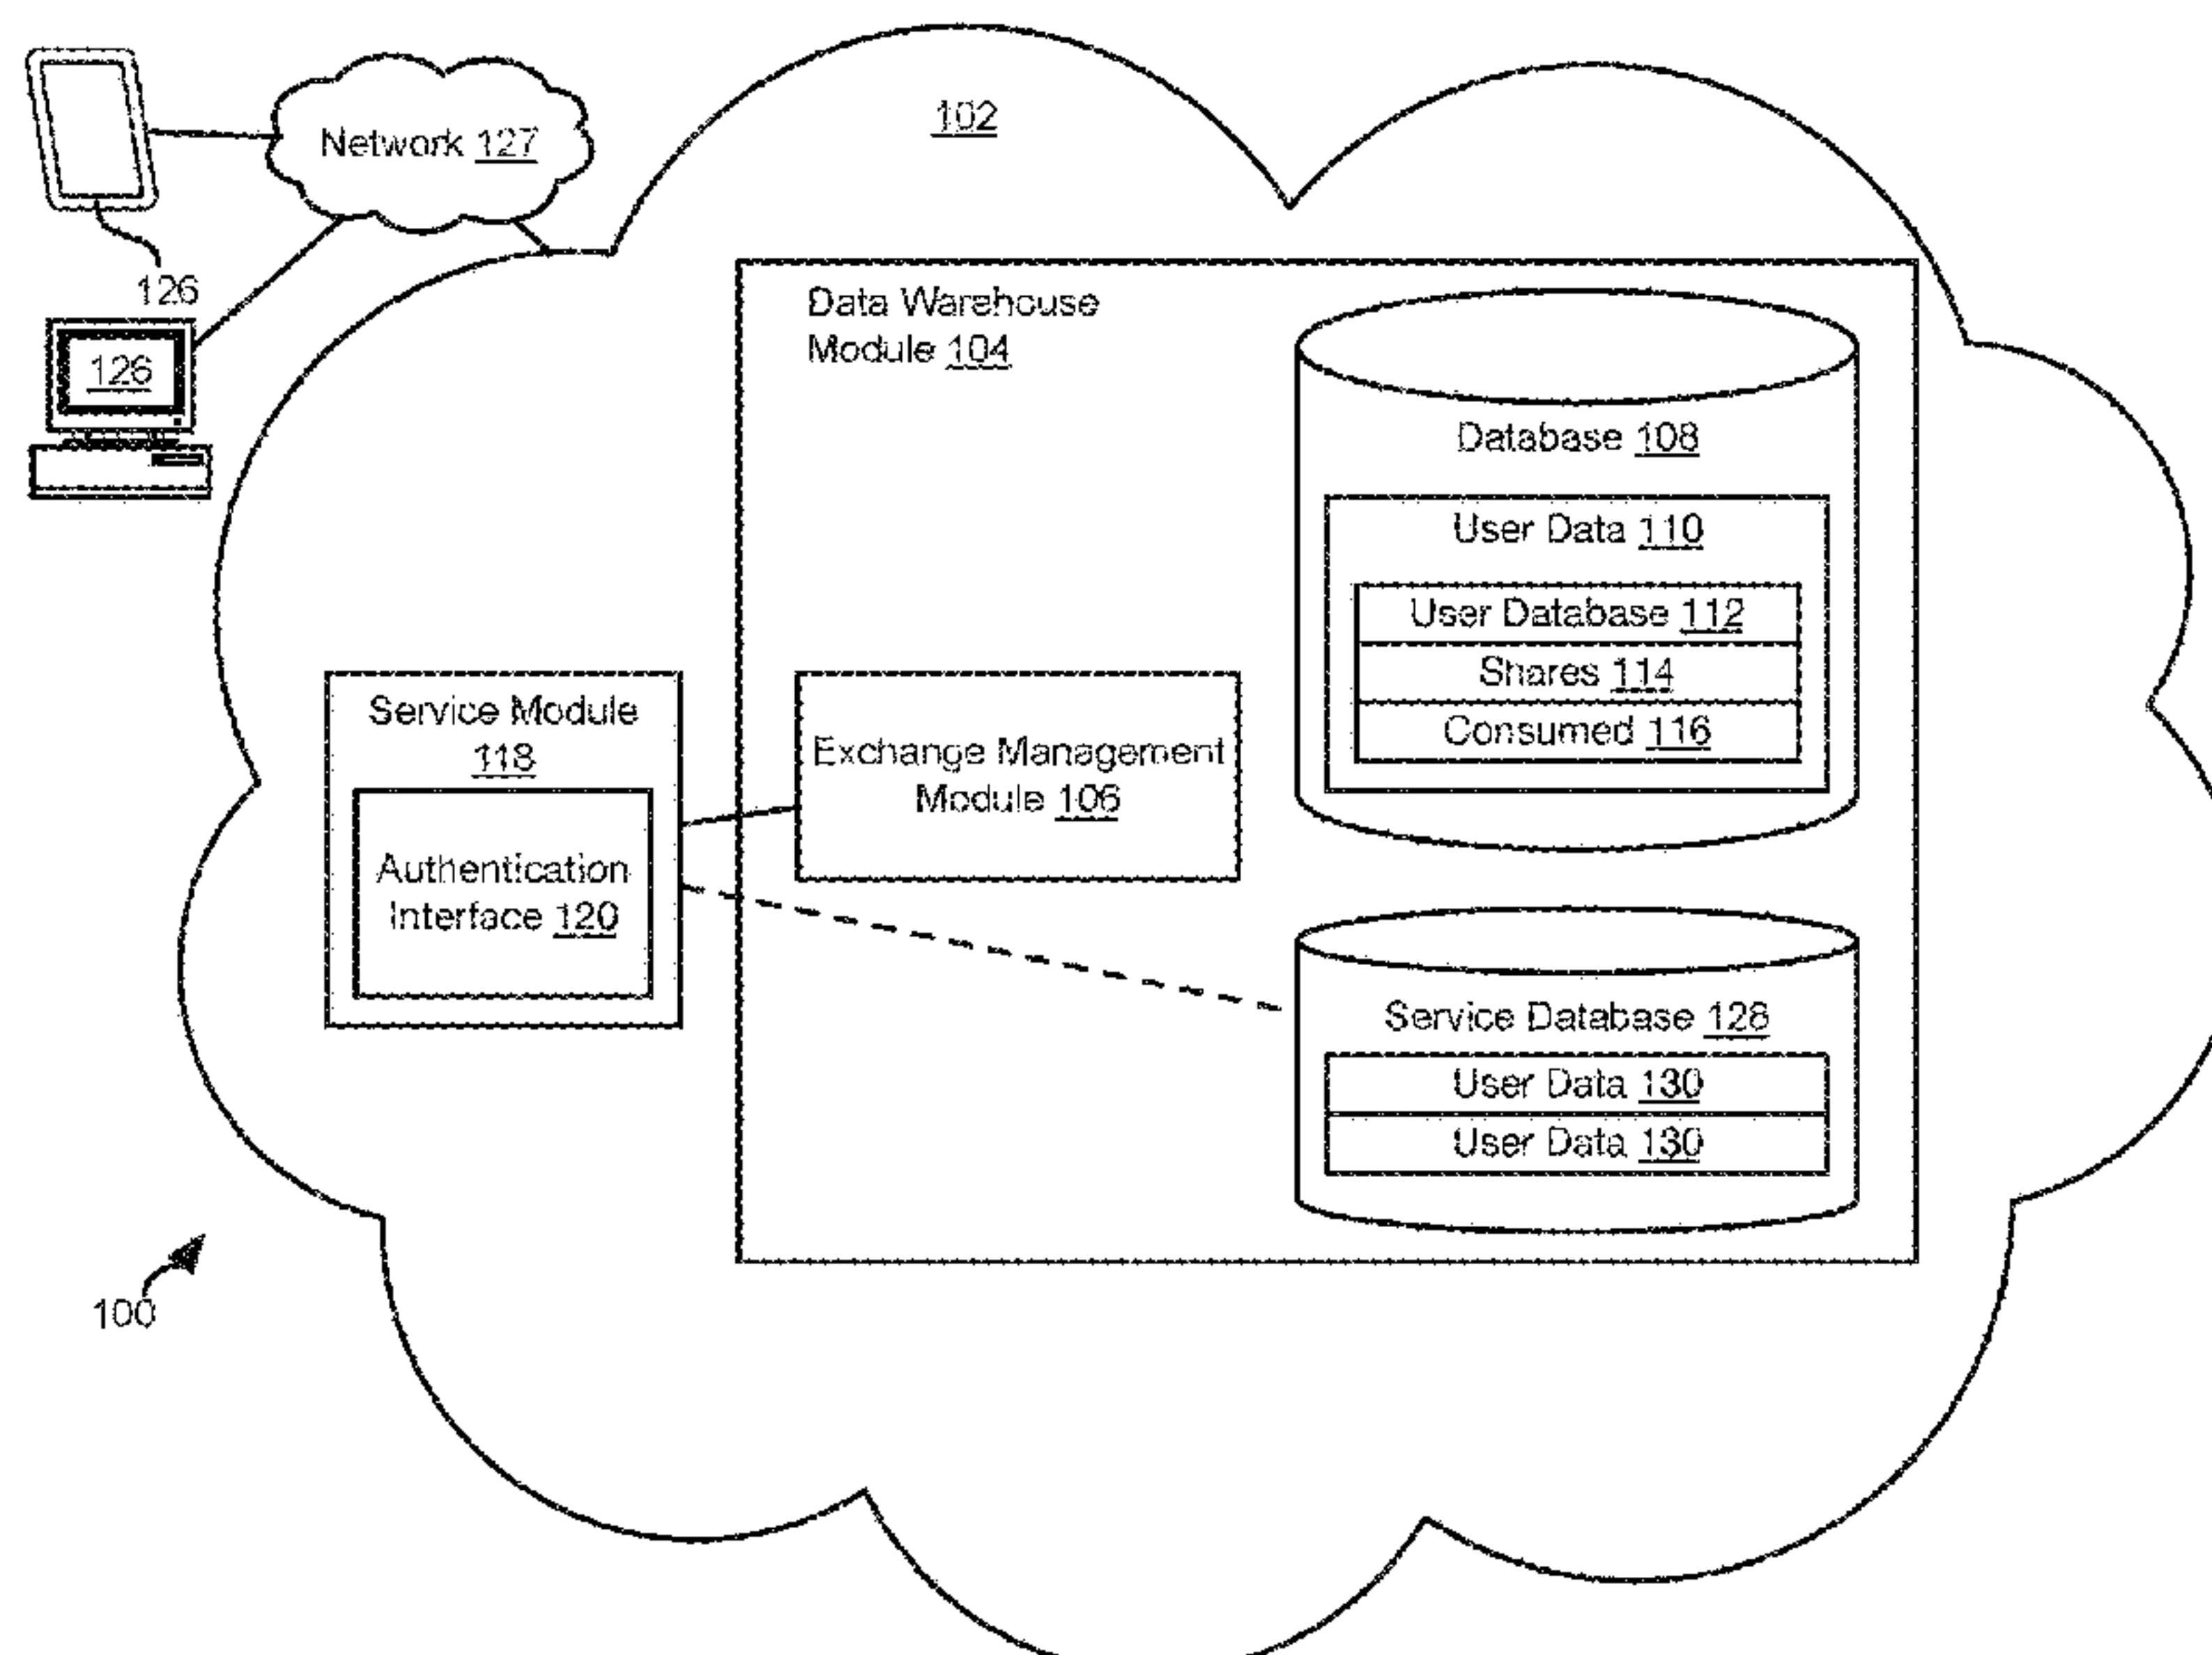 102
Network 127
126
126
Data Warehouse
Module 104
Database 108
User Data 110
User Database 112
Shares 114
Consumed 116
Service Module
118
Authentication
Interface 120
Exchange Management
Module 106
Service Database 128
User Data 130
User Data 130
100